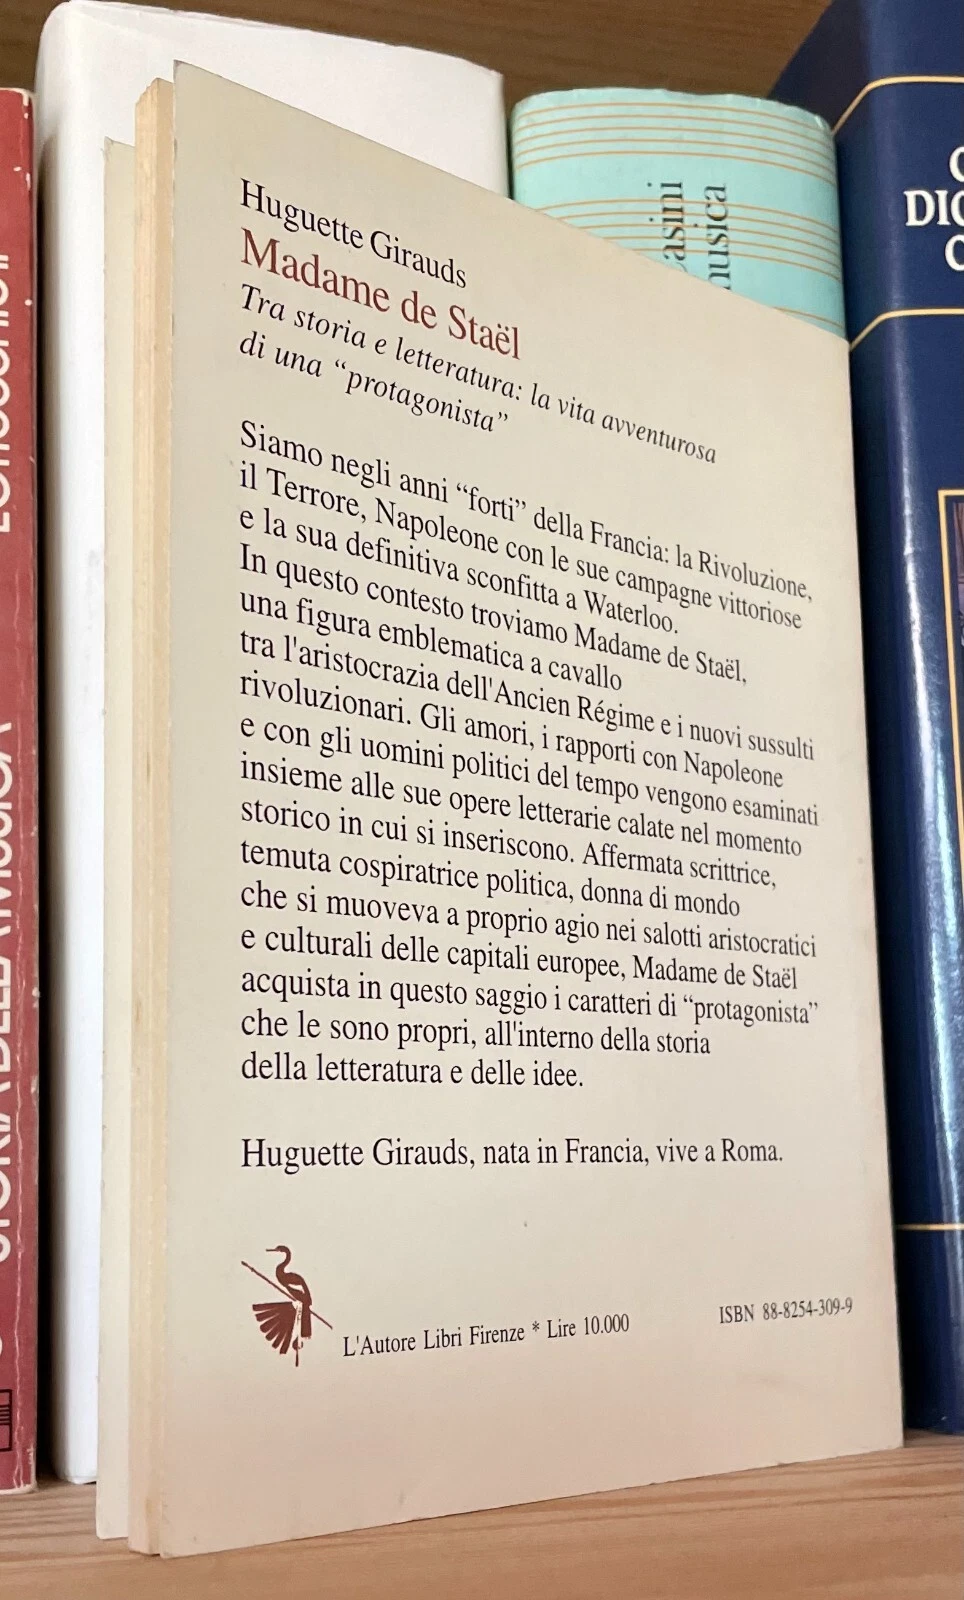 Huguette Girauds
Madame de Staël
Tra storia e letteratura: la vita avventurosa
di una “protagonista”
Siamo negli anni “forti” della Francia: la Rivoluzione,
il Terrore, Napoleone con le sue campagne vittoriose
e la sua definitiva sconfitta a Waterloo.
In questo contesto troviamo Madame de Staël,
una figura emblematica a cavallo
tra l'aristocrazia dell'Ancien Régime e i nuovi sussulti
rivoluzionari. Gli amori, i rapporti con Napoleone
e con gli uomini politici del tempo vengono esaminati
insieme alle sue opere letterarie calate nel momento
storico in cui si inseriscono. Affermata scrittrice,
temuta cospiratrice politica, donna di mondo
che si muoveva a proprio agio nei salotti aristocratici
e culturali delle capitali europee, Madame de Staël
acquista in questo saggio i caratteri di “protagonista”
che le sono propri, all'interno della storia
della letteratura e delle idee.
Huguette Girauds, nata in Francia, vive a Roma.
L'Autore Libri Firenze * Lire 10.000
ISBN 88-8254-309-9